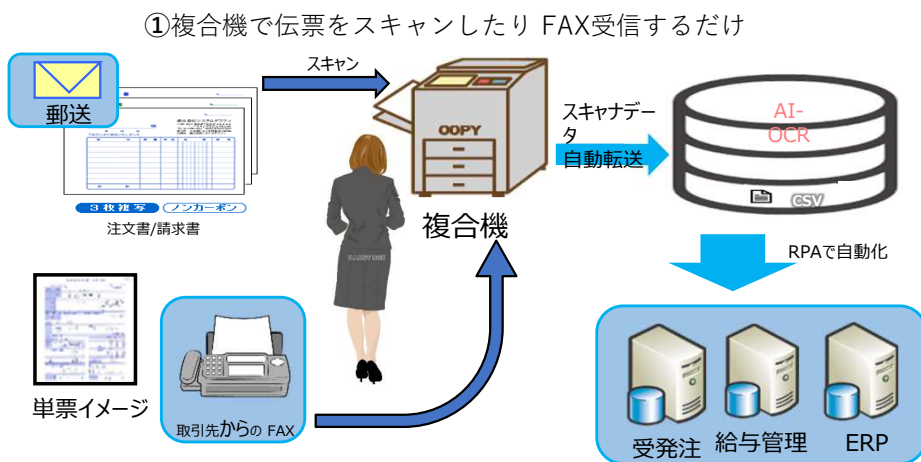 ①複合機で伝票をスキャンしたり FAX受信するだけ
郵送
スキャン
3枚複写 ノンカーボン
注文書/請求書
COPY
複合機
スキャナデー
タ
自動転送
AI-
OCR
CSV
RPAで自動化
単票イメージ
取引先からの FAX
受発注 給与管理 ERP